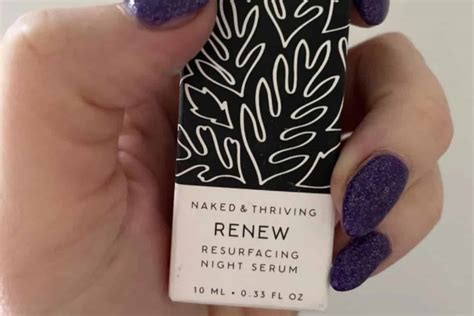 NAKED & THRIVING
RENEW
RESURFACING
NIGHT SERUM
10 ML • 0.33 FL OZ